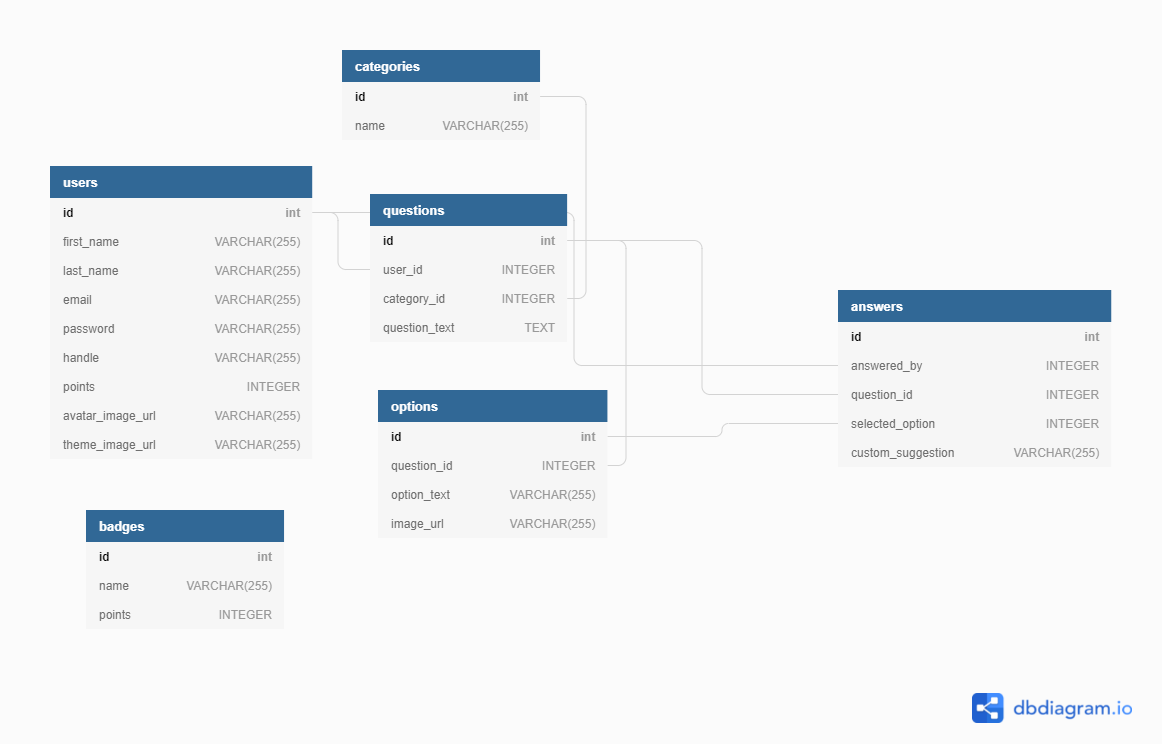 categories
id int
name VARCHAR(255)
users
id int
first_name VARCHAR(255)
last_name VARCHAR(255)
email VARCHAR(255)
password VARCHAR(255)
handle VARCHAR(255)
points INTEGER
avatar_image_url VARCHAR(255)
theme_image_url VARCHAR(255)
questions
id int
user_id INTEGER
category_id INTEGER
question_text TEXT
answers
id int
answered_by INTEGER
question_id INTEGER
selected_option INTEGER
custom_suggestion VARCHAR(255)
options
id int
question_id INTEGER
option_text VARCHAR(255)
image_url VARCHAR(255)
badges
id int
name VARCHAR(255)
points INTEGER
dbdiagram.io